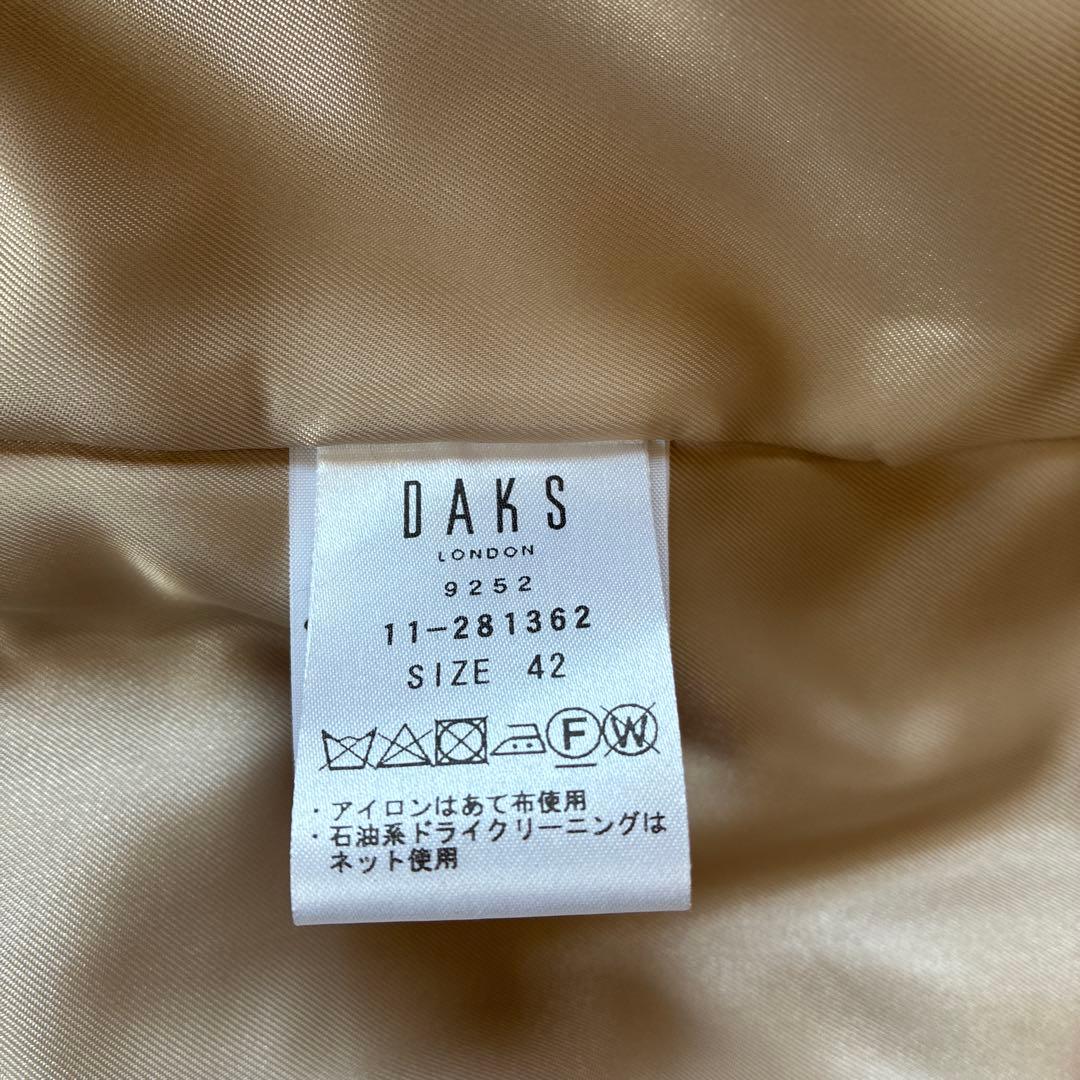 DAKS
LONDON
9252
11-281362
SIZE 42
F W
・アイロンはあて布使用
・石油系ドライクリーニングは
ネット使用